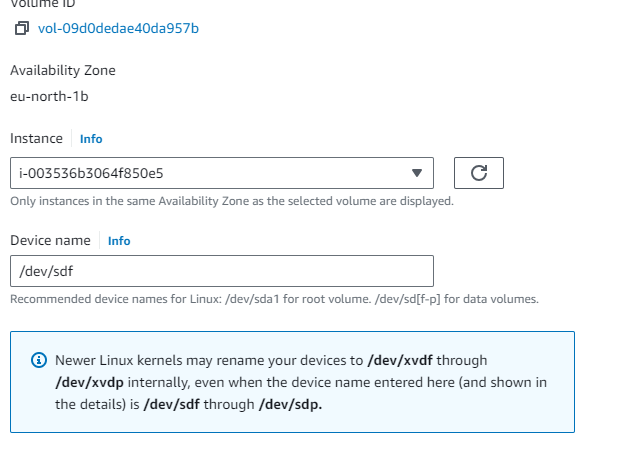 Volume ID
vol-09d0dedae40da957b
Availability Zone
eu-north-1b
Instance Info
i-003536b3064f850e5
Only instances in the same Availability Zone as the selected volume are displayed.
Device name Info
/dev/sdf
Recommended device names for Linux: /dev/sda1 for root volume. /dev/sd[f-p] for data volumes.
Newer Linux kernels may rename your devices to /dev/xvdf through
/dev/xvdp internally, even when the device name entered here (and shown in
the details) is /dev/sdf through /dev/sdp.